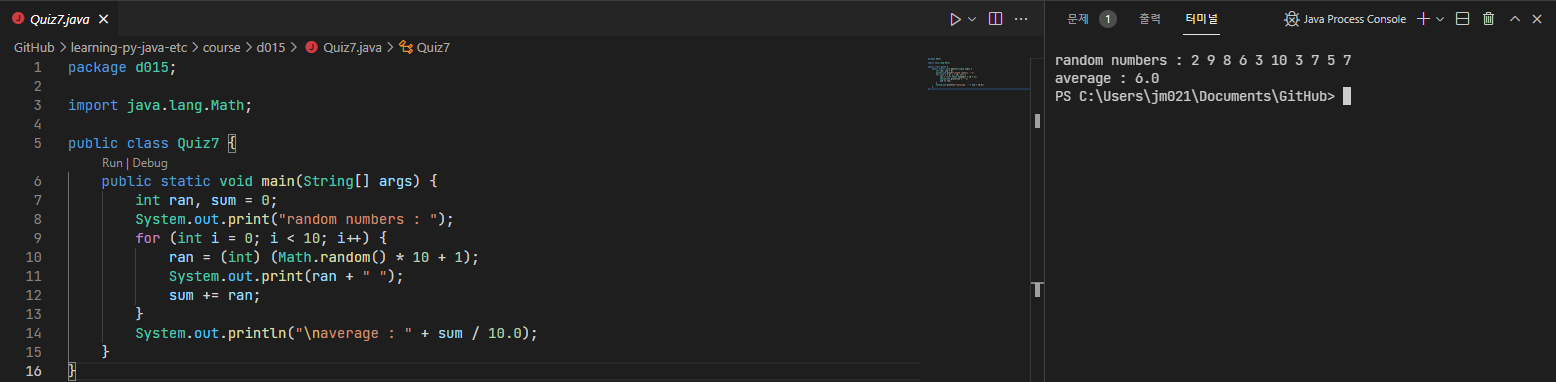 Quiz7.java
GitHub > learning-py-java-etc > course > d015 > Quiz7.java > Quiz7
1 package d015;
2
3 import java.lang.Math;
4
5 public class Quiz7 {
Run | Debug
6 public static void main(String[] args) {
7 int ran, sum = 0;
8 System.out.print("random numbers : ");
9 for (int i = 0; i < 10; i++) {
10 ran = (int) (Math.random() * 10 + 1);
11 System.out.print(ran + " ");
12 sum += ran;
13 }
14 System.out.println("\naverage : " + sum / 10.0);
15 }
16 }
문제 1 출력 터미널 Java Process Console
random numbers : 2 9 8 6 3 10 3 7 5 7
average : 6.0
PS C:\Users\jm021\Documents\GitHub>